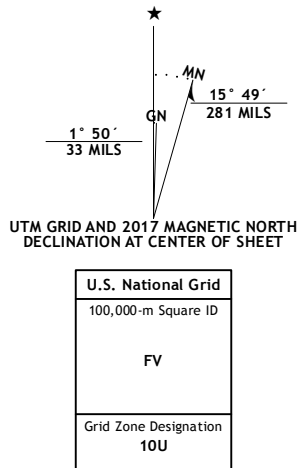 ★
MN
GN
15° 49´
281 MILS
1° 50´
33 MILS
UTM GRID AND 2017 MAGNETIC NORTH
DECLINATION AT CENTER OF SHEET
U.S. National Grid
100,000-m Square ID
FV
Grid Zone Designation
10U